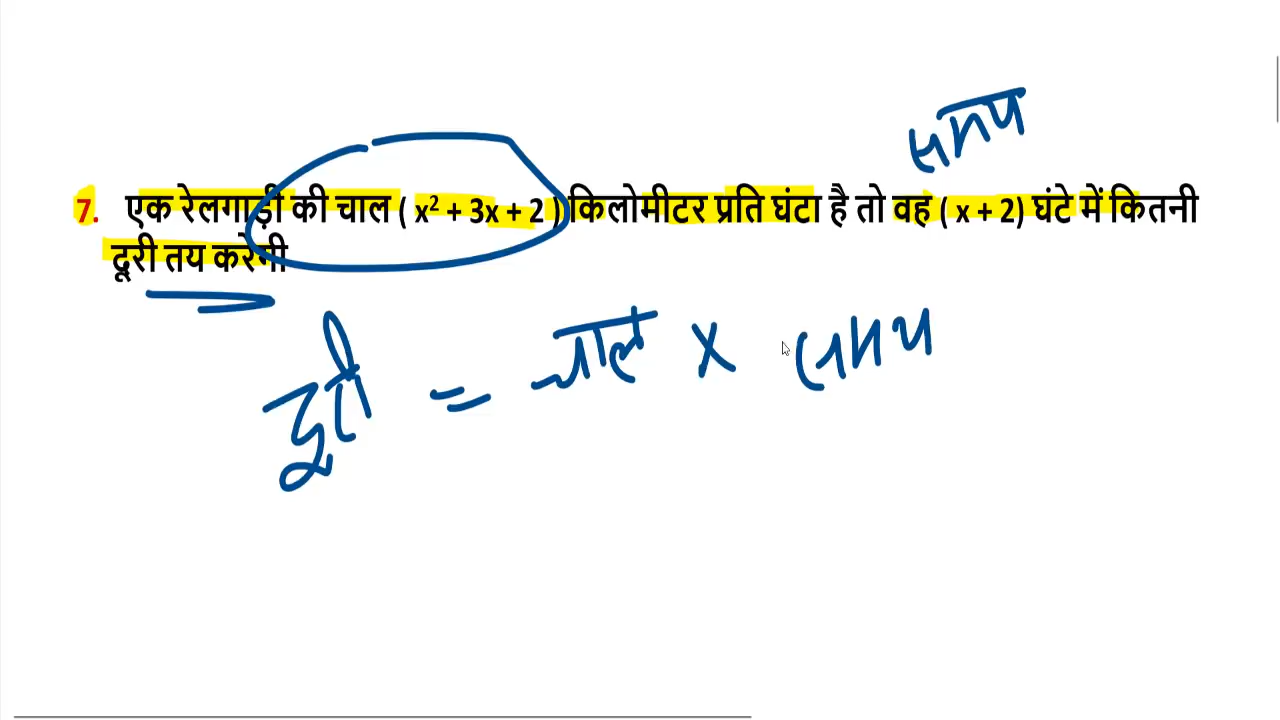 समय
7. एक रेलगाड़ी की चाल ( x² + 3x + 2 ) किलोमीटर प्रति घंटा है तो वह ( x + 2) घंटे में कितनी
दूरी तय करेगी
दूरी = चाल x समय